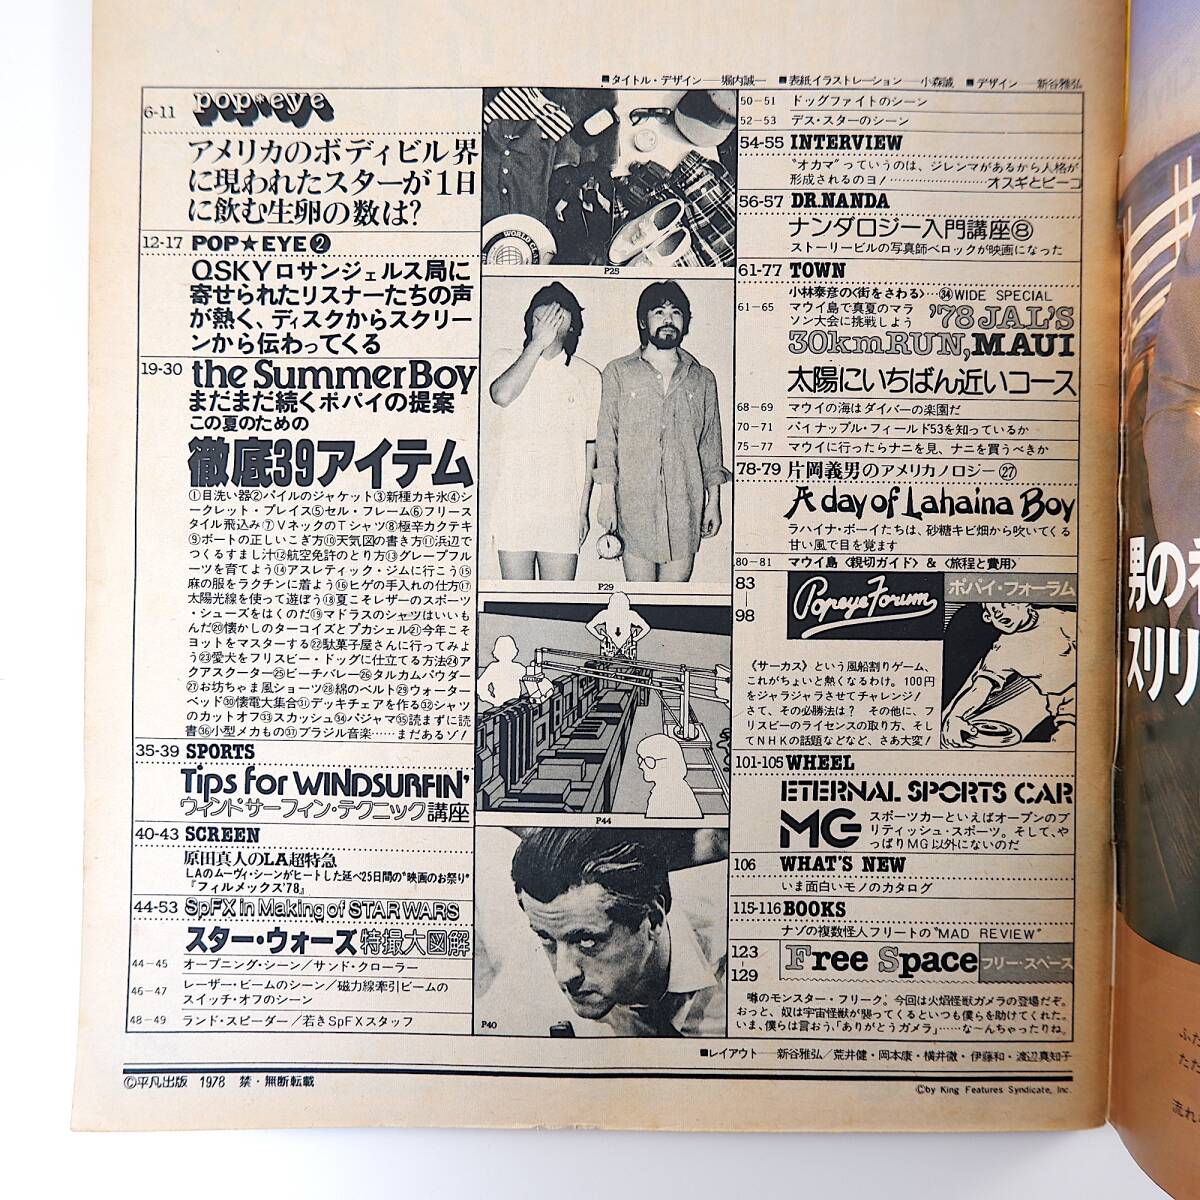 ■タイトル・デザイン──堀内誠一 ■表紙イラストレーション──小森誠 ■デザイン──新谷雅弘
6-11 pop*eye
アメリカのボディビル界
に現われたスターが1日
に飲む生卵の数は?
12-17 POP★EYE❷
QSKYロサンジェルス局に
寄せられたリスナーたちの声
が熱く、ディスクからスクリー
ンから伝わってくる
19-30 the Summer Boy
まだまだ続くポパイの提案
この夏のための
徹底39アイテム
①目洗い器②パイルのジャケット③新種カキ氷④シ
ークレット・プレイス⑤セル・フレーム⑥フリース
タイル飛込み⑦VネックのTシャツ⑧極辛カクテキ
⑨ボートの正しいこぎ方⑩天気図の書き方⑪浜辺で
つくるすまし汁⑫航空免許のとり方⑬グレープフル
ーツを育てよう⑭アスレティック・ジムに行こう⑮
麻の服をラクチンに着よう⑯ヒゲの手入れの仕方⑰
太陽光線を使って遊ぼう⑱夏こそレザーのスポーツ
・シューズをはくのだ⑲マドラスのシャツはいいも
んだ⑳懐かしのターコイズとプカシェル㉑今年こそ
ヨットをマスターする㉒駄菓子屋さんに行ってみよ
う㉓愛犬をフリスビー・ドッグに仕立てる方法㉔ア
クアスクーター㉕ビーチバレー㉖タルカムパウダー
㉗お坊ちゃま風ショーツ㉘綿のベルト㉙ウォーター
ベッド㉚懐電大集合㉛デッキチェアを作る㉜シャツ
のカットオフ㉝スカッシュ㉞パジャマ㉟読まずに読
書㊱小型メカもの㊲ブラジル音楽……まだあるゾ!
35-39 SPORTS
Tips for WINDSURFIN'
ウィンドサーフィン・テクニック講座
40-43 SCREEN
原田真人のLA超特急
LAのムーヴィ・シーンがヒートした延べ25日間の"映画のお祭り"
『フィルメックス'78』
44-53 SpFX in Making of STAR WARS
スター・ウォーズ特撮大図解
44-45 オープニング・シーン/サンド・クローラー
46-47 レーザー・ビームのシーン/磁力線牽引ビームの
スイッチ・オフのシーン
48-49 ランド・スピーダー/若きSpFXスタッフ
WORLD CLASS
P25
P29
P44
P40
50-51 ドッグファイトのシーン
52-53 デス・スターのシーン
54-55 INTERVIEW
"オカマ"っていうのは、ジレンマがあるから人格が
形成されるのヨ!……………………オスギとピーコ
56-57 DR.NANDA
ナンダロジー入門講座⑧
ストーリービルの写真師ベロックが映画になった
61-77 TOWN
小林泰彦の〈街をさわる〉…㉞WIDE SPECIAL
61-65 マウイ島で真夏のマラ
ソン大会に挑戦しよう
'78 JAL'S
30km RUN, MAUI
太陽にいちばん近いコース
68-69 マウイの海はダイバーの楽園だ
70-71 パイナップル・フィールド53を知っているか
75-77 マウイに行ったらナニを見、ナニを買うべきか
78-79 片岡義男のアメリカノロジー㉗
A day of Lahaina Boy
ラハイナ・ボーイたちは、砂糖キビ畑から吹いてくる
甘い風で目を覚ます
80-81 マウイ島〈親切ガイド〉&〈旅程と費用〉
83
98
Popeye Forum
ポパイ・フォーラム
《サーカス》という風船割りゲーム、
これがちょいと熱くなるわけ。100円
をジャラジャラさせてチャレンジ!
さて、その必勝法は? その他に、フ
リスビーのライセンスの取り方、そし
てNHKの話題などなど、さあ大変!
101-105 WHEEL
ETERNAL SPORTS CAR
MG
スポーツカーといえばオープンのブ
リティッシュ・スポーツ。そして、や
っぱりMG以外にないのだ
106 WHAT'S NEW
いま面白いモノのカタログ
115-116 BOOKS
ナゾの複数怪人フリートの"MAD REVIEW"
123
-
129
Free Space フリー・スペース
噂のモンスター・フリーク。今回は火焔怪獣ガメラの登場だぞ。
おっと、奴は宇宙怪獣が襲ってくるといつも僕らを助けてくれた。
いま、僕らは言おう、「ありがとうガメラ」……な〜んちゃったりね。
■レイアウト──新谷雅弘/荒井健・岡本康・横井徹・伊藤和・渡辺真知子
©平凡出版 1978 禁・無断転載
©by King Features Syndicate, Inc.
男の
スリリ
ただ
流れ